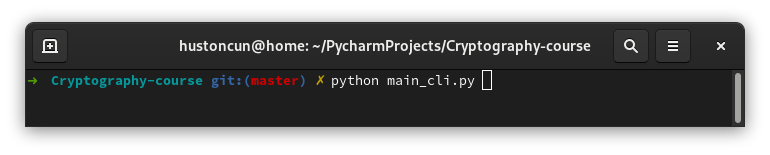 hustoncun@home: ~/PycharmProjects/Cryptography-course
➜ Cryptography-course git:(master) ✗ python main_cli.py